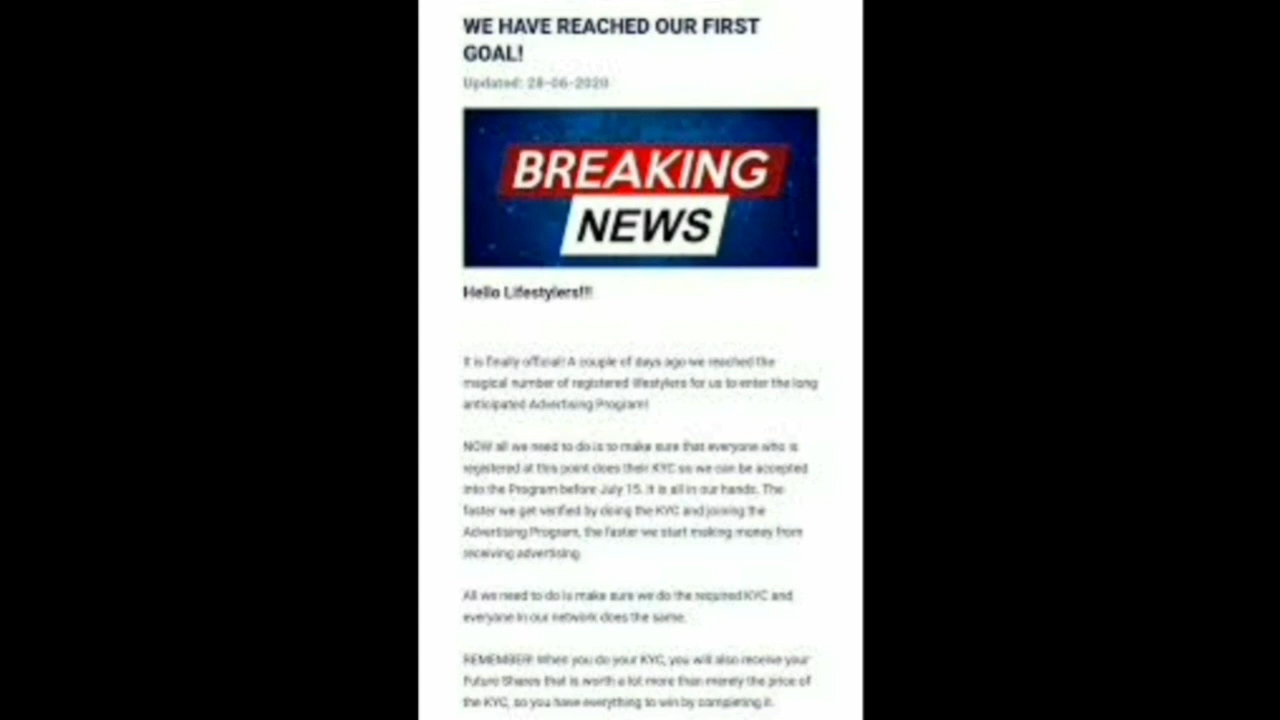 WE HAVE REACHED OUR FIRST
GOAL!
Updated: 28-06-2020
BREAKING
NEWS
Hello Lifestylers!!!
It is finally official! A couple of days ago we reached the
magical number of registered lifestylers for us to enter the long
anticipated Advertising Program!
NOW all we need to do is to make sure that everyone who is
registered at this point does their KYC so we can be accepted
into the Program before July 15. It is all in our hands. The
faster we get verified by doing the KYC and joining the
Advertising Program, the faster we start making money from
receiving advertising.
All we need to do is make sure we do the required KYC and
everyone in our network does the same.
REMEMBER! When you do your KYC, you will also receive your
Future Shares that is worth a lot more than merely the price of
the KYC, so you have everything to win by completing it.